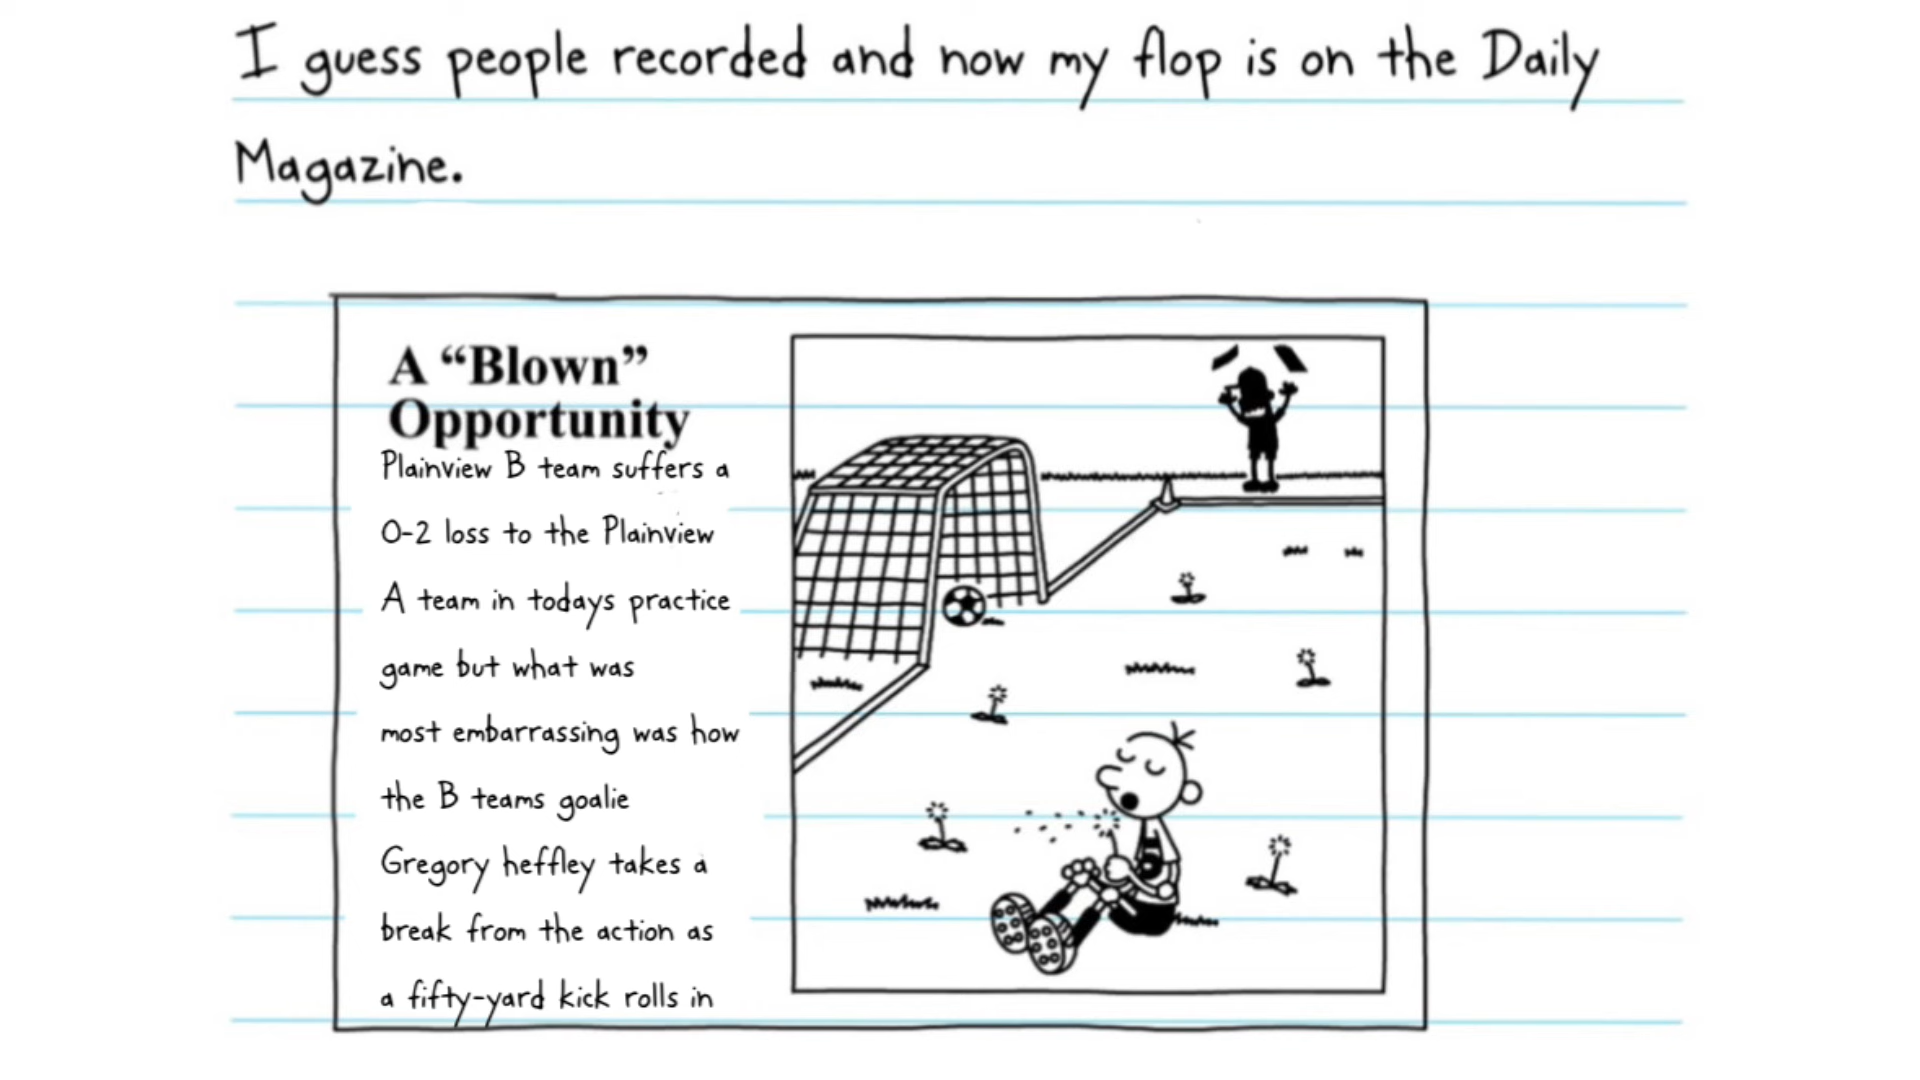 I guess people recorded and now my flop is on the Daily
Magazine.
A “Blown”
Opportunity
Plainview B team suffers a
0-2 loss to the Plainview
A team in todays practice
game but what was
most embarrassing was how
the B teams goalie
Gregory heffley takes a
break from the action as
a fifty-yard kick rolls in